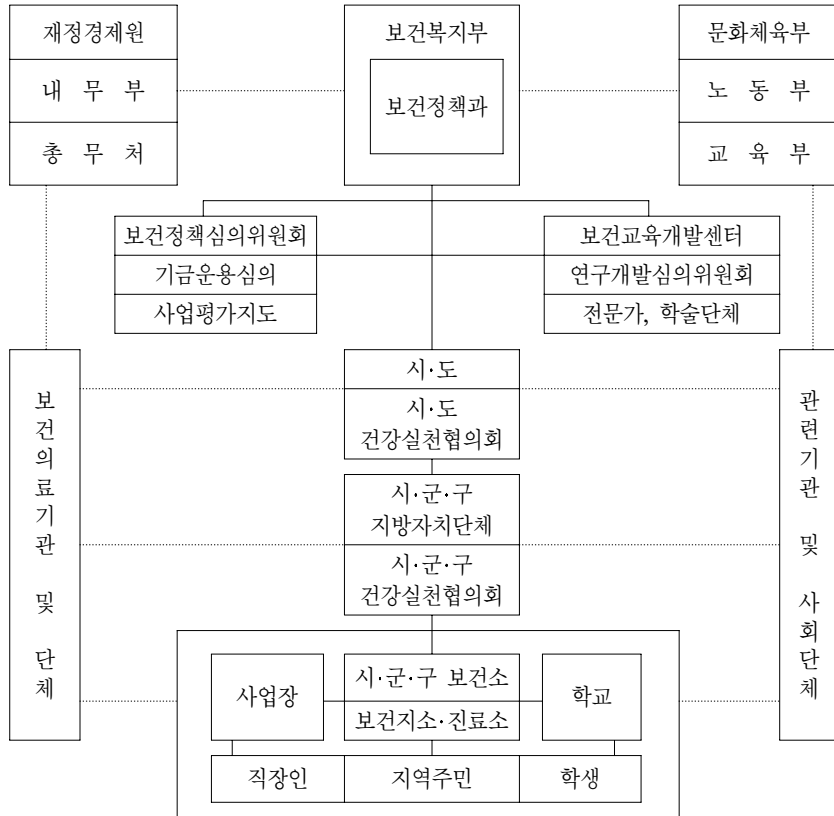 재정경제원
내 무 부
총 무 처
보건복지부
보건정책과
문화체육부
노 동 부
교 육 부
보건정책심의위원회
기금운용심의
사업평가지도
보건교육개발센터
연구개발심의위원회
전문가, 학술단체
보건의료기관 및 단체
시·도
시·도
건강실천협의회
시·군·구
지방자치단체
시·군·구
건강실천협의회
관련기관 및 사회단체
사업장
시·군·구 보건소
보건지소·진료소
학교
직장인
지역주민
학생